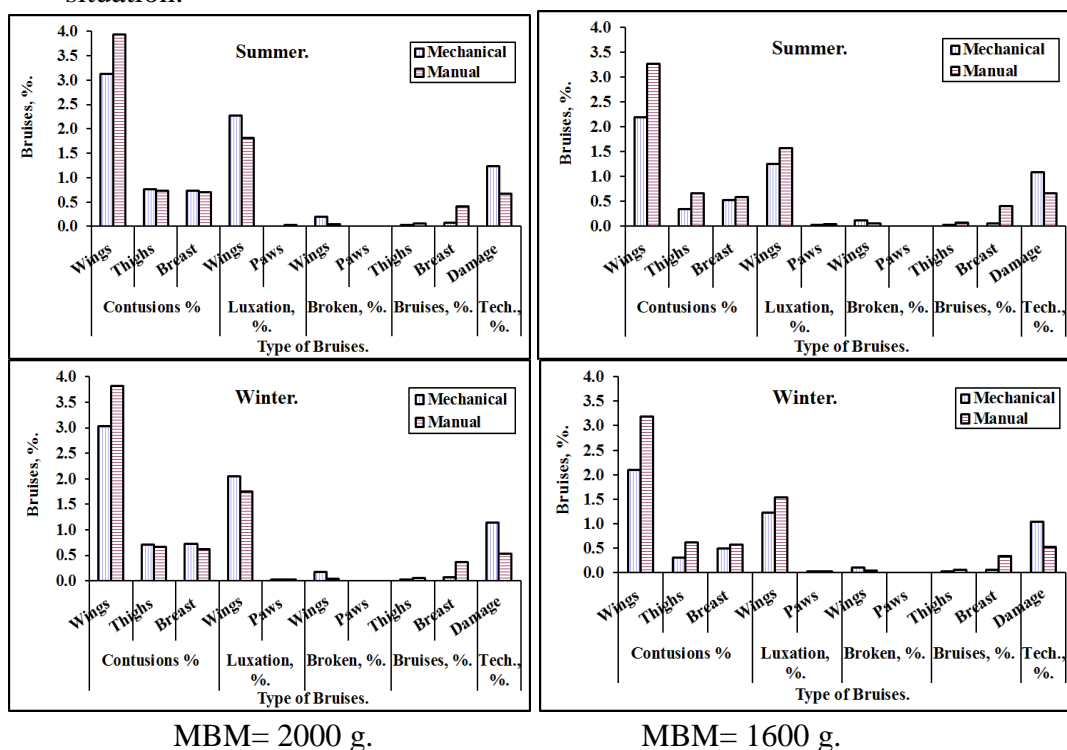 situation.
Summer.
Mechanical
Manual
Bruises, %.
4.0
3.5
3.0
2.5
2.0
1.5
1.0
0.5
0.0
Wings Thighs Breast Wings Paws Wings Paws Thighs Breast Damage
Contusions % Luxation, %. Broken, %. Bruises, %. Tech., %.
Type of Bruises.
Summer.
Mechanical
Manual
Bruises, %.
4.0
3.5
3.0
2.5
2.0
1.5
1.0
0.5
0.0
Wings Thighs Breast Wings Paws Wings Paws Thighs Breast Damage
Contusions % Luxation, %. Broken, %. Bruises, %. Tech., %.
Type of Bruises.
Winter.
Mechanical
Manual
Bruises, %.
4.0
3.5
3.0
2.5
2.0
1.5
1.0
0.5
0.0
Wings Thighs Breast Wings Paws Wings Paws Thighs Breast Damage
Contusions % Luxation, %. Broken, %. Bruises, %. Tech., %.
Type of Bruises.
Winter.
Mechanical
Manual
Bruises, %.
4.0
3.5
3.0
2.5
2.0
1.5
1.0
0.5
0.0
Wings Thighs Breast Wings Paws Wings Paws Thighs Breast Damage
Contusions % Luxation, %. Broken, %. Bruises, %. Tech., %.
Type of Bruises.
MBM= 2000 g. MBM= 1600 g.